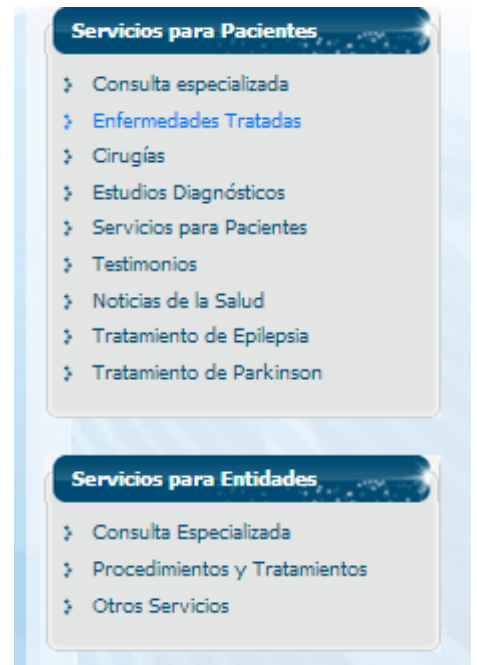 Servicios para Pacientes
Consulta especializada
Enfermedades Tratadas
Cirugías
Estudios Diagnósticos
Servicios para Pacientes
Testimonios
Noticias de la Salud
Tratamiento de Epilepsia
Tratamiento de Parkinson
Servicios para Entidades
Consulta Especializada
Procedimientos y Tratamientos
Otros Servicios